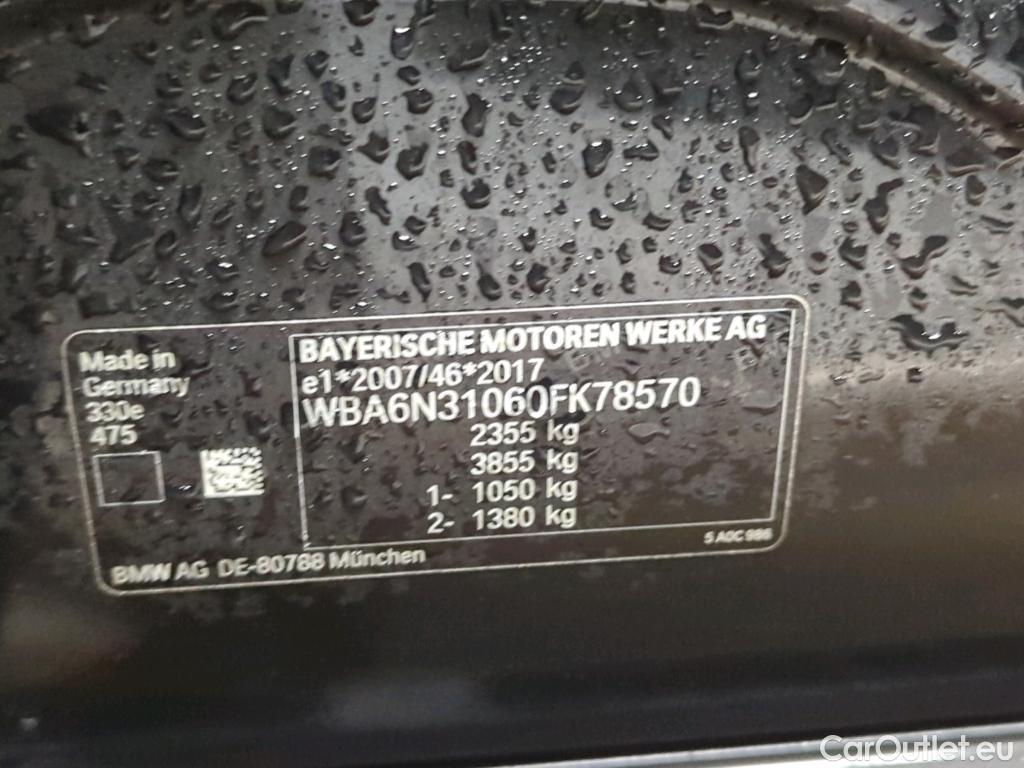 Made in
Germany
330e
475
BAYERISCHE MOTOREN WERKE AG
e1*2007/46*2017
WBA6N31060FK78570
2355 kg
3855 kg
1- 1050 kg
2- 1380 kg
5 A0C 986
BMW AG DE-80788 München
CarOutlet.eu